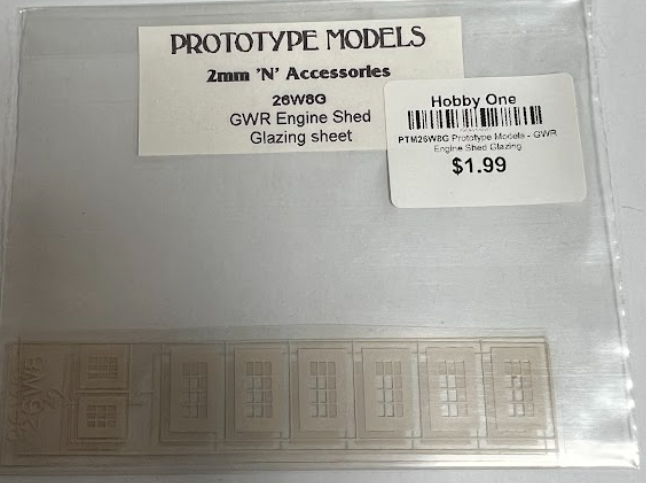 PROTOTYPE MODELS
2mm 'N' Accessories
26W8G
GWR Engine Shed
Glazing sheet
Hobby One
PTM26W8G Prototype Models - GWR
Engine Shed Glazing
$1.99
26W8